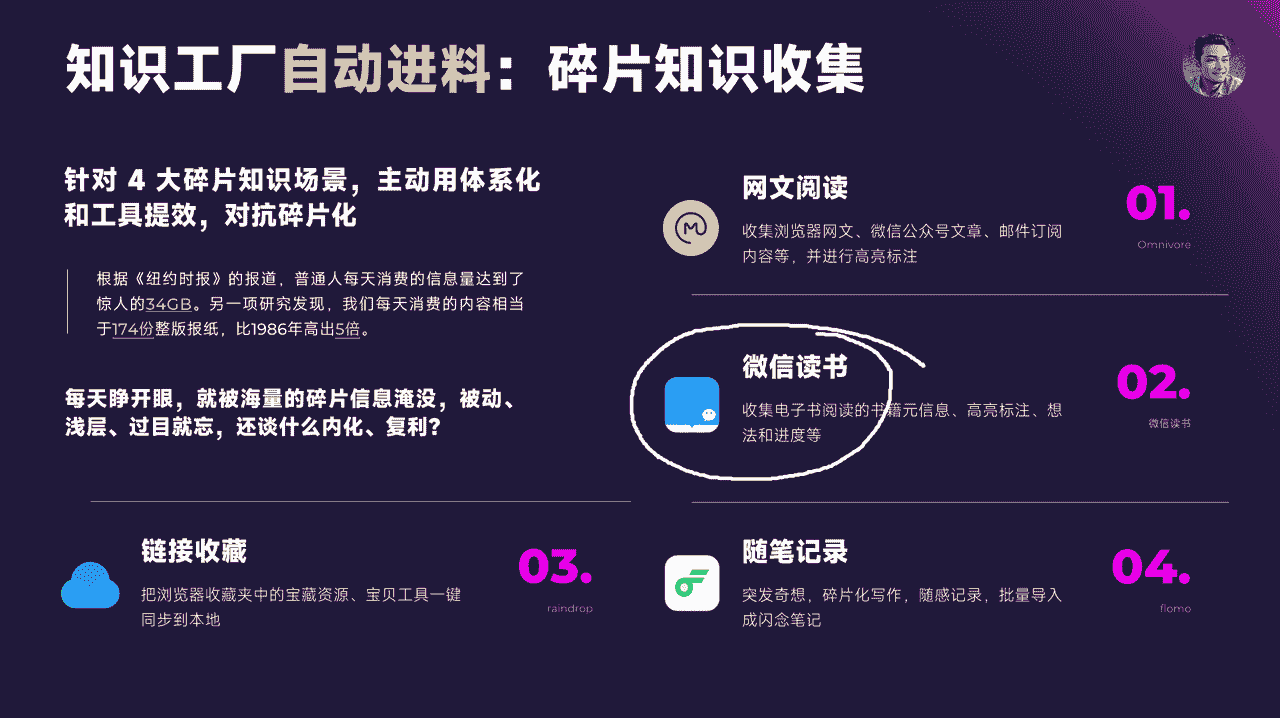 知识工厂自动进料：碎片知识收集
针对 4 大碎片知识场景，主动用体系化
和工具提效，对抗碎片化
根据《纽约时报》的报道，普通人每天消费的信息量达到了
惊人的34GB。另一项研究发现，我们每天消费的内容相当
于174份整版报纸，比1986年高出5倍。
每天睁开眼，就被海量的碎片信息淹没，被动、
浅层、过目就忘，还谈什么内化、复利？
网文阅读
收集浏览器网文、微信公众号文章、邮件订阅
内容等，并进行高亮标注
01.
Omnivore
微信读书
收集电子书阅读的书籍元信息、高亮标注、想
法和进度等
02.
微信读书
链接收藏
把浏览器收藏夹中的宝藏资源、宝贝工具一键
同步到本地
03.
raindrop
随笔记录
突发奇想，碎片化写作，随感记录，批量导入
成闪念笔记
04.
flomo